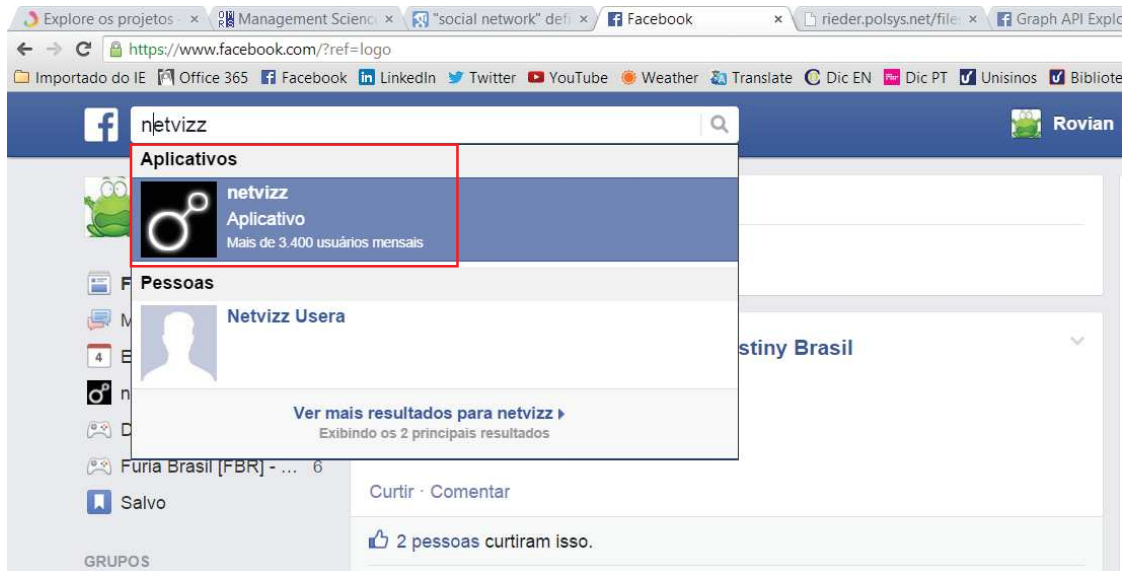 Explore os projetos - Management Scienc "social network" defi Facebook rieder.polsys.net/file Graph API Explo
https://www.facebook.com/?ref=logo
Importado do IE Office 365 Facebook LinkedIn Twitter YouTube Weather Translate Dic EN Dic PT Unisinos Bibliote
netvizz
Rovian
Aplicativos
netvizz
Aplicativo
Mais de 3.400 usuários mensais
F
Pessoas
M
Netvizz Usera
4 E
stiny Brasil
n
Ver mais resultados para netvizz
D
Exibindo os 2 principais resultados
Furia Brasil [FBR] - ... 6
Salvo
Curtir · Comentar
2 pessoas curtiram isso.
GRUPOS